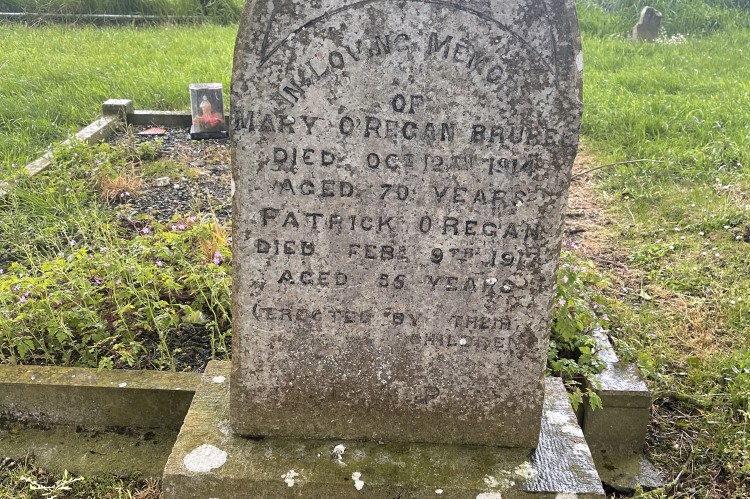 IN LOVING MEMORY
OF
MARY O'REGAN BRUEE
DIED OCT 12TH 1914
AGED 70 YEARS
PATRICK O'REGAN
DIED FEBY 9TH
AGED YEARS
ERECTED BY THEIR
CHILDREN
P